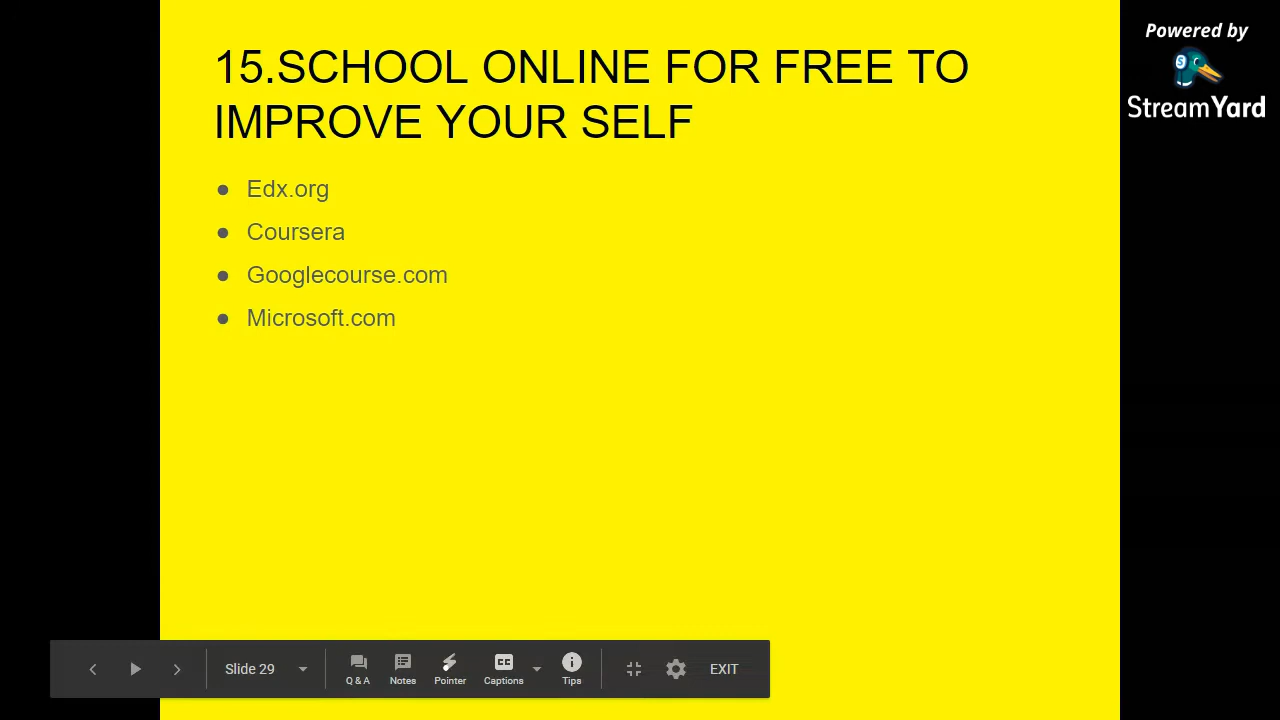 15.SCHOOL ONLINE FOR FREE TO
IMPROVE YOUR SELF
Edx.org
Coursera
Googlecourse.com
Microsoft.com
Powered by
S
StreamYard
Slide 29
Q & A
Notes
Pointer
CC
Captions
Tips
EXIT